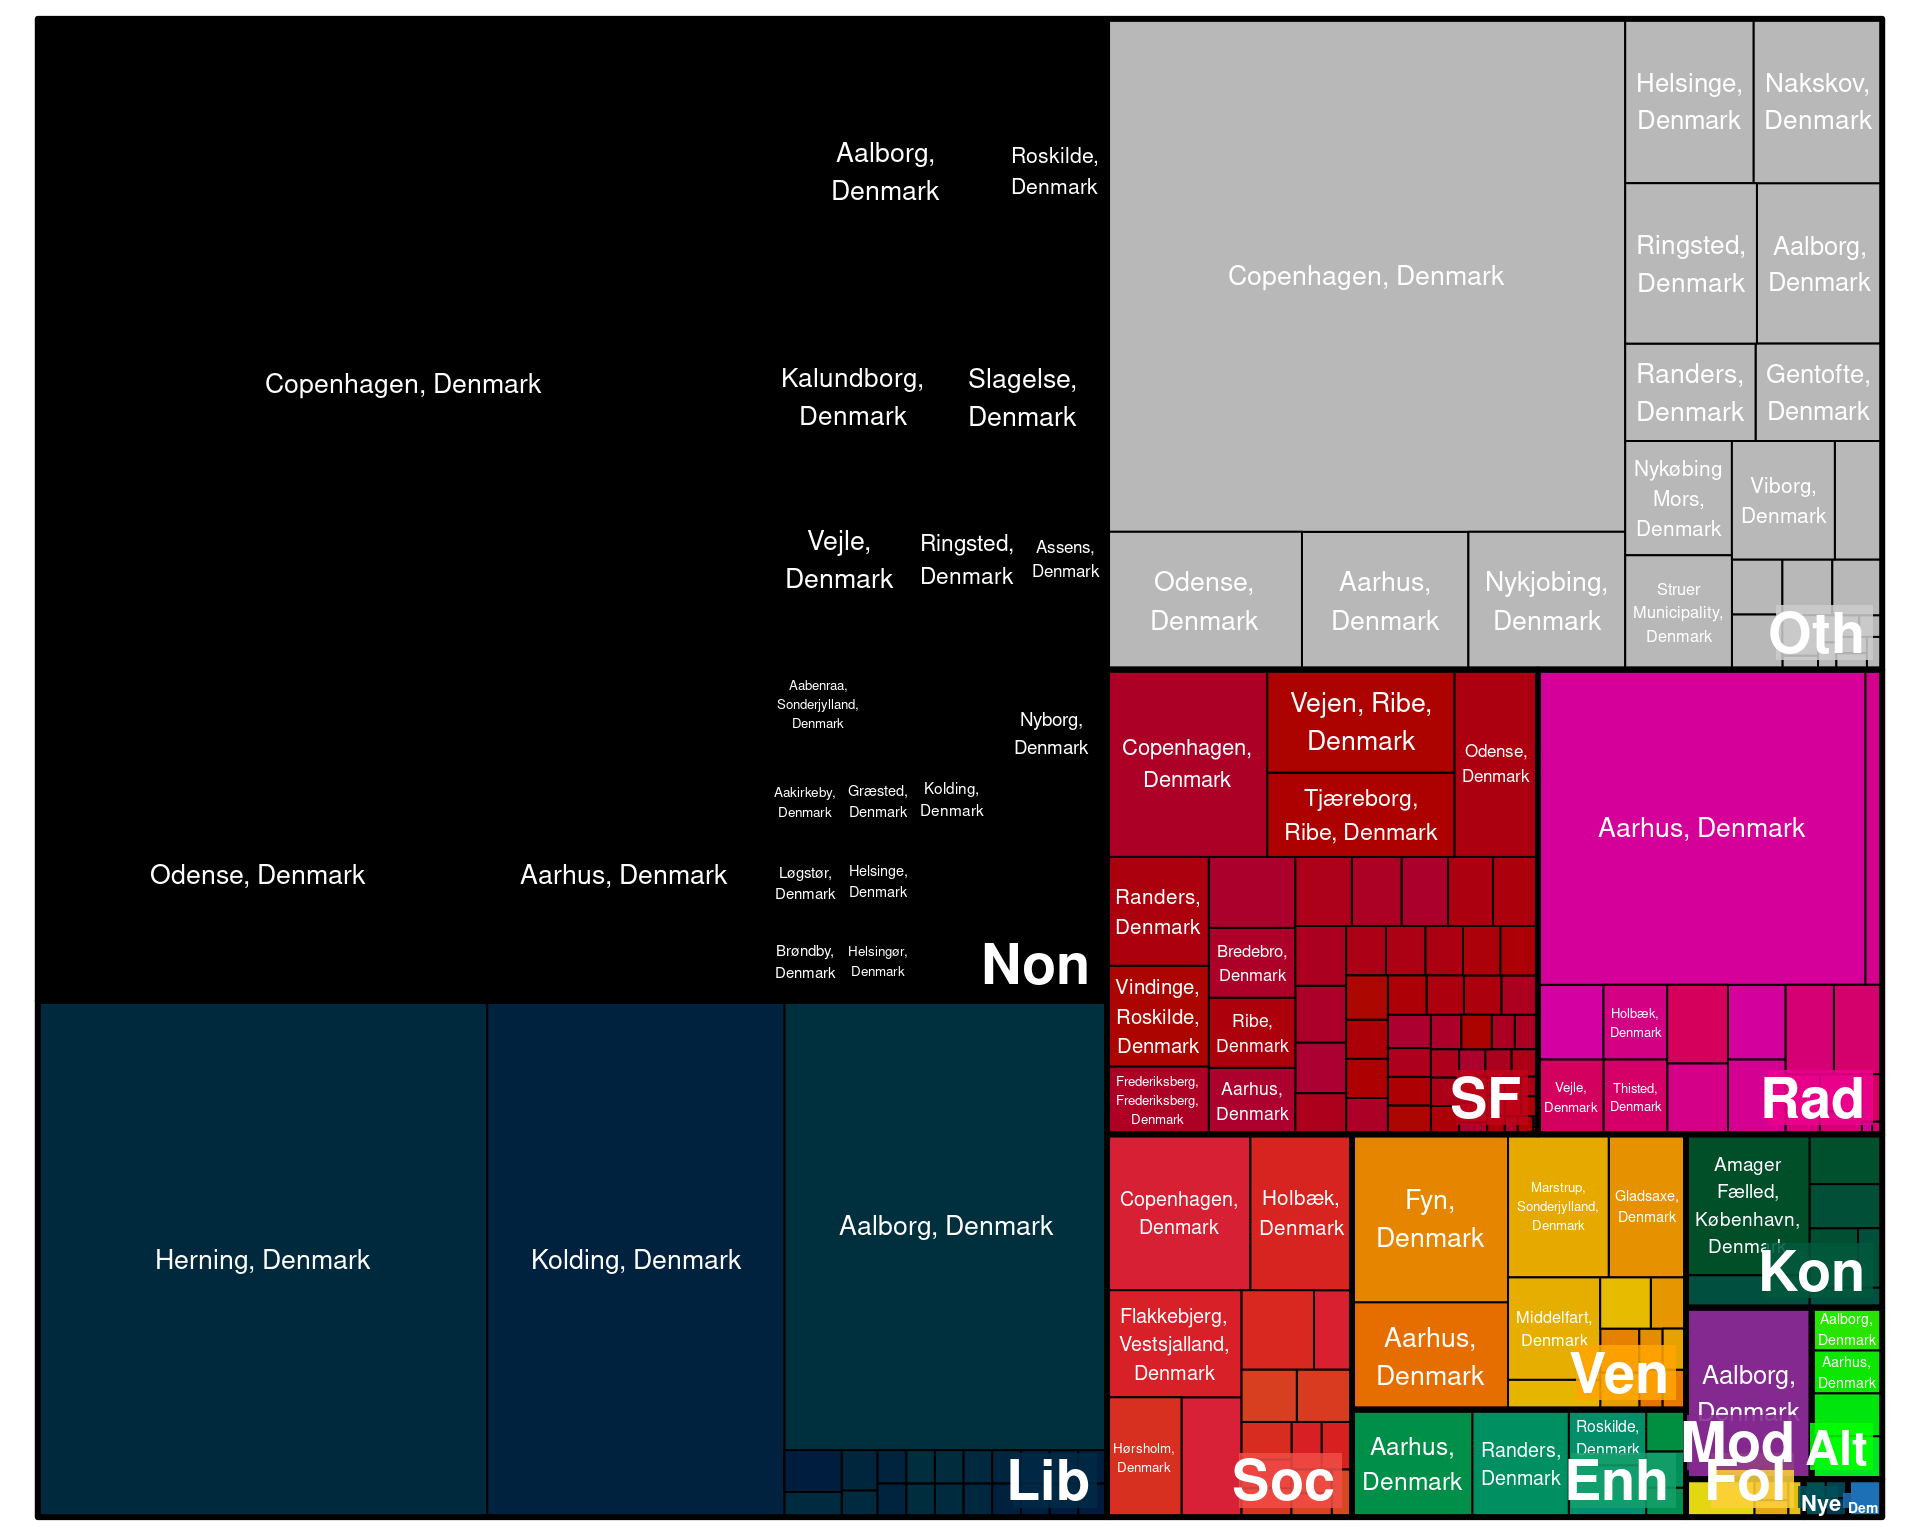 Copenhagen, Denmark
Aalborg,
Denmark
Roskilde,
Denmark
Kalundborg,
Denmark
Slagelse,
Denmark
Vejle,
Denmark
Ringsted,
Denmark
Assens,
Denmark
Odense, Denmark
Aarhus, Denmark
Aabenraa,
Sonderjylland,
Denmark
Nyborg,
Denmark
Aakirkeby,
Denmark
Græsted,
Denmark
Kolding,
Denmark
Løgstør,
Denmark
Helsinge,
Denmark
Brøndby,
Denmark
Helsingør,
Denmark
Non
Copenhagen, Denmark
Helsinge,
Denmark
Nakskov,
Denmark
Ringsted,
Denmark
Aalborg,
Denmark
Randers,
Denmark
Gentofte,
Denmark
Nykøbing
Mors,
Denmark
Viborg,
Denmark
Odense,
Denmark
Aarhus,
Denmark
Nykjobing,
Denmark
Struer
Municipality,
Denmark
Oth
Copenhagen,
Denmark
Vejen, Ribe,
Denmark
Tjæreborg,
Ribe, Denmark
Odense,
Denmark
Randers,
Denmark
Bredebro,
Denmark
Vindinge,
Roskilde,
Denmark
Ribe,
Denmark
Frederiksberg,
Frederiksberg,
Denmark
Aarhus,
Denmark
SF
Aarhus, Denmark
Holbæk,
Denmark
Vejle,
Denmark
Thisted,
Denmark
Rad
Herning, Denmark
Kolding, Denmark
Aalborg, Denmark
Lib
Copenhagen,
Denmark
Holbæk,
Denmark
Flakkebjerg,
Vestsjalland,
Denmark
Hørsholm,
Denmark
Soc
Fyn,
Denmark
Marstrup,
Sonderjylland,
Denmark
Gladsaxe,
Denmark
Aarhus,
Denmark
Middelfart,
Denmark
Ven
Aarhus,
Denmark
Randers,
Denmark
Roskilde,
Denmark
Enh
Amager
Fælled,
København,
Denmark
Kon
Aalborg,
Denmark
Mod
Aalborg,
Denmark
Aarhus,
Denmark
Alt
Fol
Nye
Dem